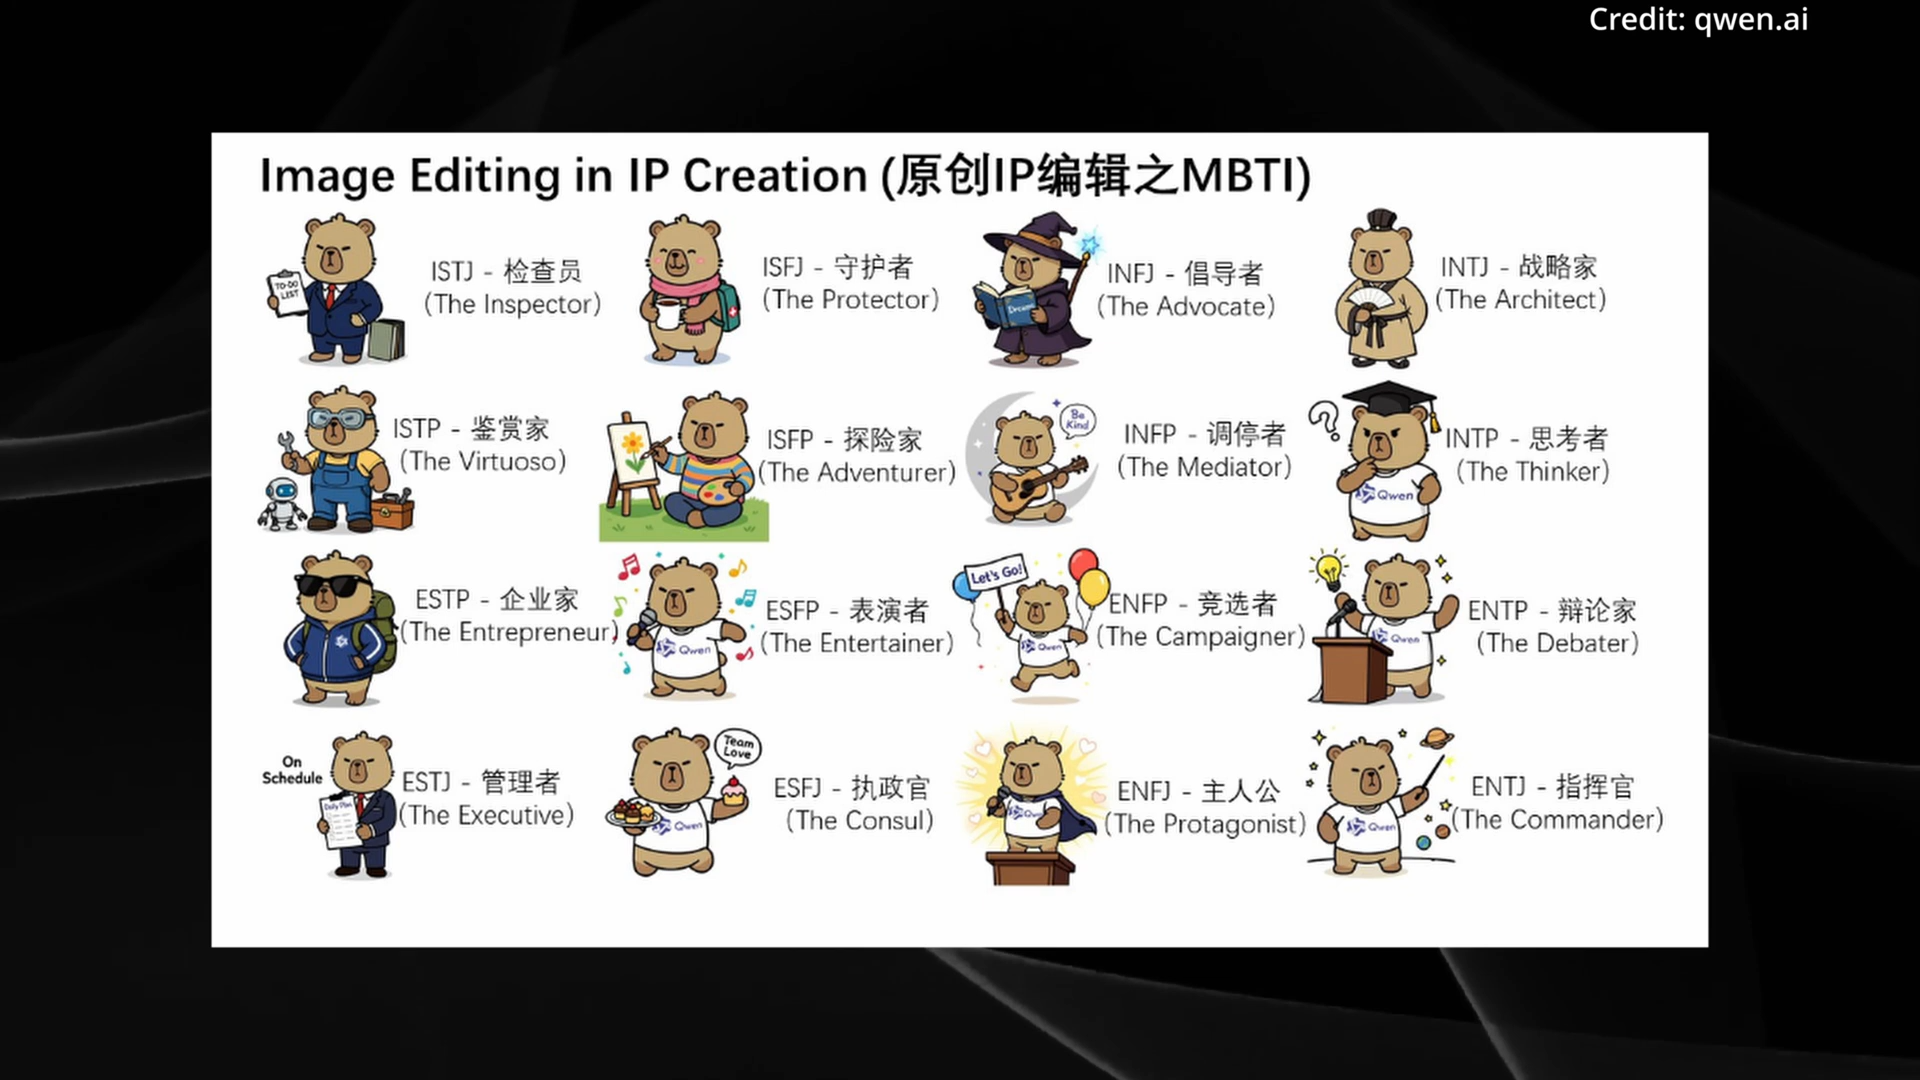 Credit: qwen.ai
Image Editing in IP Creation (原创IP编辑之MBTI)
TO-DO
LIST
ISTJ - 检查员
(The Inspector)
ISFJ - 守护者
(The Protector)
Dreams
INFJ - 倡导者
(The Advocate)
INTJ - 战略家
(The Architect)
ISTP - 鉴赏家
(The Virtuoso)
ISFP - 探险家
(The Adventurer)
Be
Kind
INFP - 调停者
(The Mediator)
Qwen
INTP - 思考者
(The Thinker)
ESTP - 企业家
(The Entrepreneur)
Qwen
ESFP - 表演者
(The Entertainer)
Let's Go!
Qwen
ENFP - 竞选者
(The Campaigner)
Qwen
ENTP - 辩论家
(The Debater)
On
Schedule
Daily Plan
ESTJ - 管理者
(The Executive)
Team
Love
Qwen
ESFJ - 执政官
(The Consul)
ENFJ - 主人公
(The Protagonist)
Qwen
ENTJ - 指挥官
(The Commander)